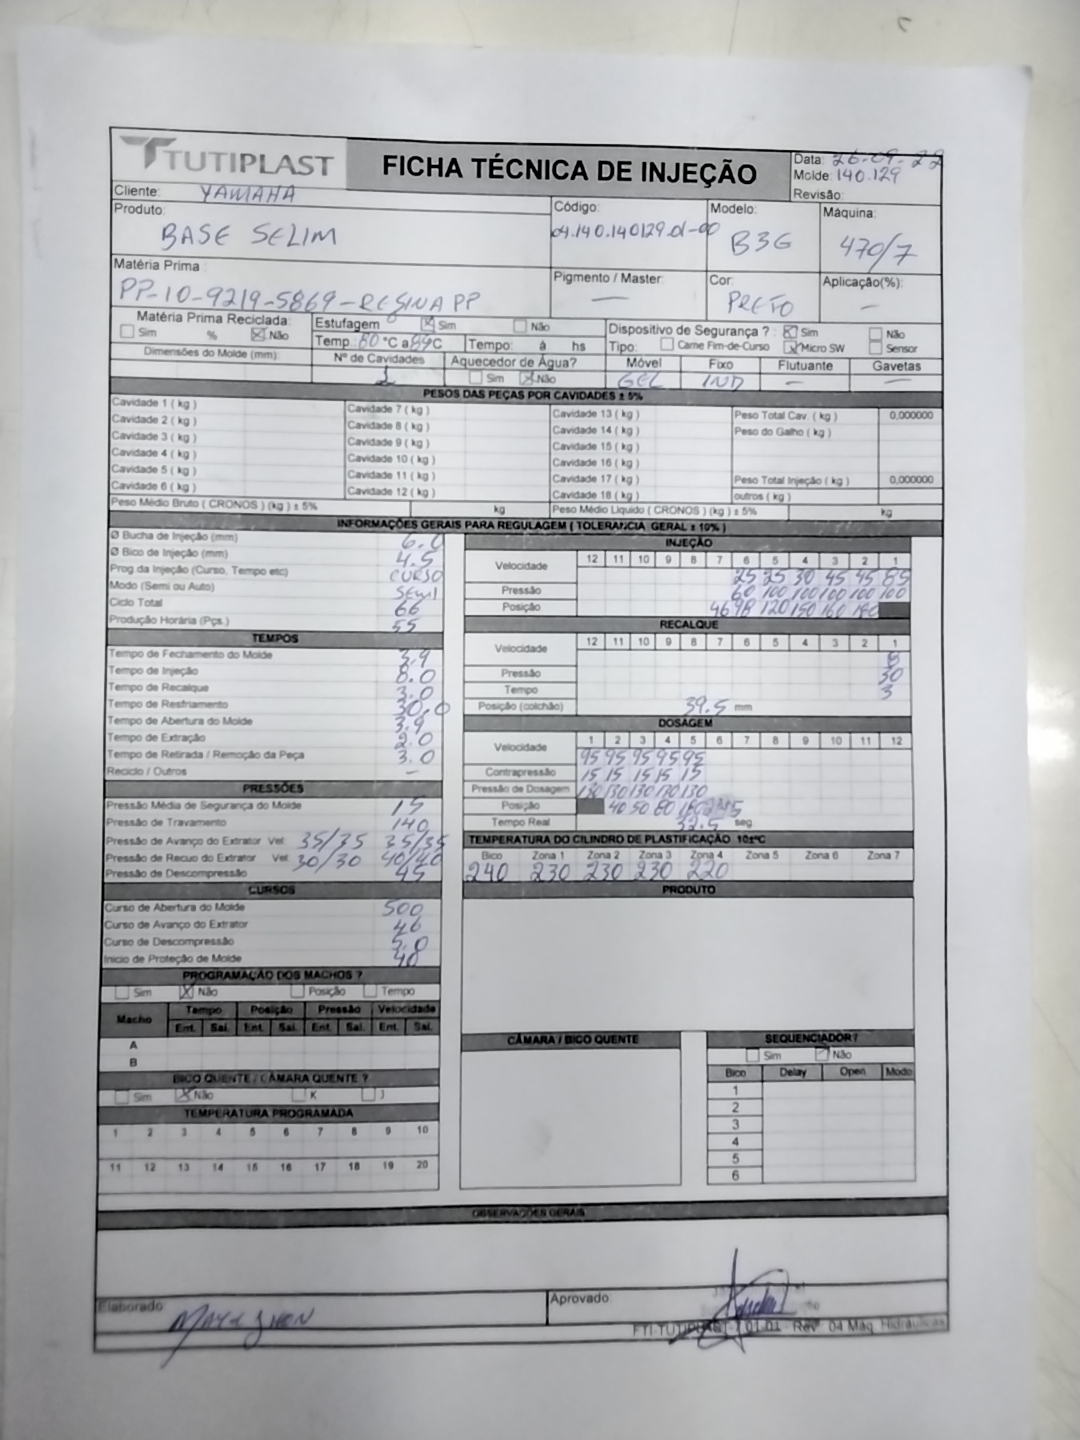 TUTIPLAST
FICHA TÉCNICA DE INJEÇÃO
Data: 26-09-22
Molde: 140.129
Revisão:
Cliente: YAMAHA
Produto: BASE SELIM
Código: 04.140.140129.01-00
Modelo: B3G
Máquina: 470/7
Matéria Prima: PP-10-9219-5869-RESINA PP
Pigmento / Master: —
Cor: PRETO
Aplicação(%): —
Matéria Prima Reciclada: Sim % Não
Estufagem Sim Não
Temp. 80 °C a °C Tempo: à hs
Dispositivo de Segurança ? Sim Não
Tipo: Came Fim-de-Curso Micro SW Sensor
Dimensões do Molde (mm)
Nº de Cavidades 1
Aquecedor de Água? Sim Não
Móvel Fixo Flutuante Gavetas
GEL IND — —
PESOS DAS PEÇAS POR CAVIDADES ± 5%
Cavidade 1 ( kg ) Cavidade 7 ( kg ) Cavidade 13 ( kg ) Peso Total Cav. ( kg ) 0,000000
Cavidade 2 ( kg ) Cavidade 8 ( kg ) Cavidade 14 ( kg ) Peso do Galho ( kg )
Cavidade 3 ( kg ) Cavidade 9 ( kg ) Cavidade 15 ( kg )
Cavidade 4 ( kg ) Cavidade 10 ( kg ) Cavidade 16 ( kg )
Cavidade 5 ( kg ) Cavidade 11 ( kg ) Cavidade 17 ( kg ) Peso Total Injeção ( kg ) 0,000000
Cavidade 6 ( kg ) Cavidade 12 ( kg ) Cavidade 18 ( kg ) outros ( kg )
Peso Médio Bruto ( CRONOS ) (kg ) ± 5% kg Peso Médio Liquido ( CRONOS ) (kg ) ± 5% kg
INFORMAÇÕES GERAIS PARA REGULAGEM ( TOLERANCIA GERAL ± 10% )
Ø Bucha de Injeção (mm) 6.0
Ø Bico de Injeção (mm) 4.5
Prog.da Injeção (Curso, Tempo etc) CURSO
Modo (Semi ou Auto) SEMI
Ciclo Total 66
Produção Horária (Pçs.) 55
TEMPOS
Tempo de Fechamento do Molde 3.9
Tempo de Injeção 8.0
Tempo de Recalque 3.0
Tempo de Resfriamento 30.0
Tempo de Abertura do Molde 3.9
Tempo de Extração 2.0
Tempo de Retirada / Remoção da Peça 3.0
Reciclo / Outros —
PRESSÕES
Pressão Média de Segurança do Molde 15
Pressão de Travamento 140
Pressão de Avanço do Extrator Vel: 35/35 35/35
Pressão de Recuo do Extrator Vel: 30/30 40/40
Pressão de Descompressão 45
CURSOS
Curso de Abertura do Molde 500
Curso de Avanço do Extrator 46
Curso de Descompressão 5.0
Inicio de Proteção de Molde 40
PROGRAMAÇÃO DOS MACHOS ?
Sim Não Posição Tempo
Macho Tempo Posição Pressão Velocidade
Ent. Sai. Ent. Sai. Ent. Sai. Ent. Sai.
A
B
BICO QUENTE / CÂMARA QUENTE ?
Sim Não K J
TEMPERATURA PROGRAMADA
1 2 3 4 5 6 7 8 9 10
11 12 13 14 15 16 17 18 19 20
INJEÇÃO
12 11 10 9 8 7 6 5 4 3 2 1
Velocidade 25 25 30 45 45 85
Pressão 60 100 100 100 100 100
Posição 46 98 120 150 160 180
RECALQUE
12 11 10 9 8 7 6 5 4 3 2 1
Velocidade 8
Pressão 30
Tempo 3
Posição (colchão) 39.5 mm
DOSAGEM
1 2 3 4 5 6 7 8 9 10 11 12
Velocidade 95 95 95 95 95
Contrapressão 15 15 15 15 15
Pressão de Dosagem 130 130 130 130 130
Posição 40 50 60 180
Tempo Real 32.5 seg
TEMPERATURA DO CILINDRO DE PLASTIFICAÇÃO 10±ºC
Bico Zona 1 Zona 2 Zona 3 Zona 4 Zona 5 Zona 6 Zona 7
240 230 230 230 220
PRODUTO
CÂMARA / BICO QUENTE
SEQUENCIADOR?
Sim Não
Bico Delay Open Modo
1
2
3
4
5
6
OBSERVAÇÕES GERAIS
Elaborado:
Aprovado
FTI-TUTIPLAST-7.01-01 - Revº 04 Maq. Hidráulicas